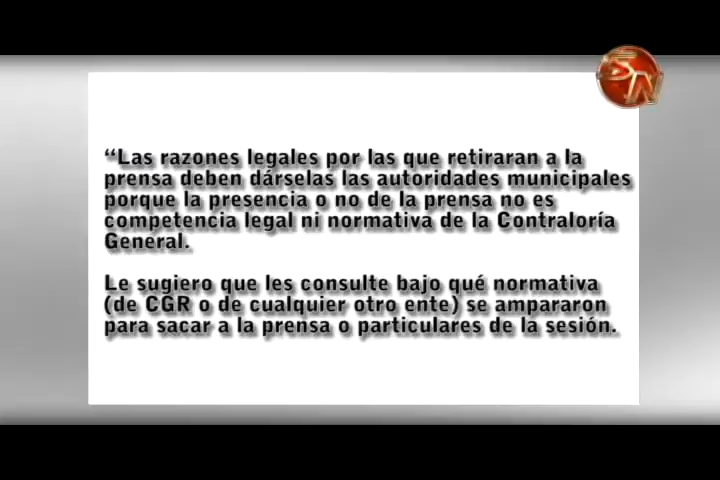 SN
“Las razones legales por las que retiraran a la
prensa deben dárselas las autoridades municipales
porque la presencia o no de la prensa no es
competencia legal ni normativa de la Contraloría
General.
Le sugiero que les consulte bajo qué normativa
(de CGR o de cualquier otro ente) se ampararon
para sacar a la prensa o particulares de la sesión.